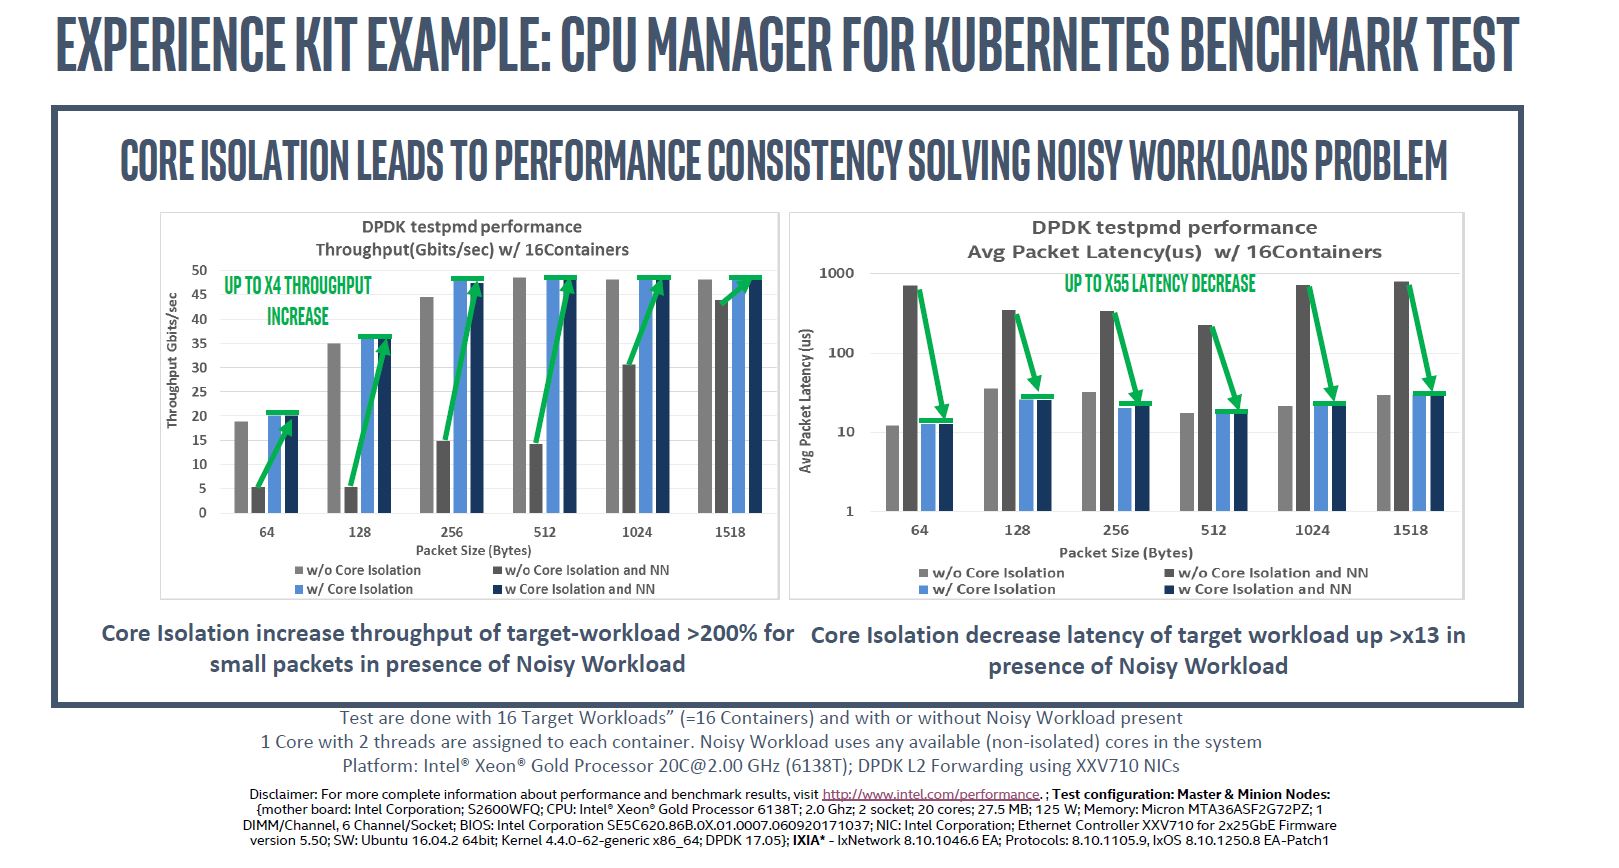 EXPERIENCE KIT EXAMPLE: CPU MANAGER FOR KUBERNETES BENCHMARK TEST
CORE ISOLATION LEADS TO PERFORMANCE CONSISTENCY SOLVING NOISY WORKLOADS PROBLEM
DPDK testpmd performance
Throughput(Gbits/sec) w/ 16Containers
UP TO X4 THROUGHPUT
INCREASE
Throughput Gbits/sec
50
45
40
35
30
25
20
15
10
5
0
64 128 256 512 1024 1518
Packet Size (Bytes)
w/o Core Isolation w/o Core Isolation and NN
w/ Core Isolation w Core Isolation and NN
DPDK testpmd performance
Avg Packet Latency(us) w/ 16Containers
UP TO X55 LATENCY DECREASE
Avg Packet Latency (us)
1000
100
10
1
64 128 256 512 1024 1518
Packet Size (Bytes)
w/o Core Isolation w/o Core Isolation and NN
w/ Core Isolation w Core Isolation and NN
Core Isolation increase throughput of target-workload >200% for
small packets in presence of Noisy Workload
Core Isolation decrease latency of target workload up >x13 in
presence of Noisy Workload
Test are done with 16 Target Workloads” (=16 Containers) and with or without Noisy Workload present
1 Core with 2 threads are assigned to each container. Noisy Workload uses any available (non-isolated) cores in the system
Platform: Intel® Xeon® Gold Processor 20C@2.00 GHz (6138T); DPDK L2 Forwarding using XXV710 NICs
Disclaimer: For more complete information about performance and benchmark results, visit http://www.intel.com/performance. ; Test configuration: Master & Minion Nodes:
{mother board: Intel Corporation; S2600WFQ; CPU: Intel® Xeon® Gold Processor 6138T; 2.0 Ghz; 2 socket; 20 cores; 27.5 MB; 125 W; Memory: Micron MTA36ASF2G72PZ; 1
DIMM/Channel, 6 Channel/Socket; BIOS: Intel Corporation SE5C620.86B.0X.01.0007.060920171037; NIC: Intel Corporation; Ethernet Controller XXV710 for 2x25GbE Firmware
version 5.50; SW: Ubuntu 16.04.2 64bit; Kernel 4.4.0-62-generic x86_64; DPDK 17.05}; IXIA* - IxNetwork 8.10.1046.6 EA; Protocols: 8.10.1105.9, IxOS 8.10.1250.8 EA-Patch1